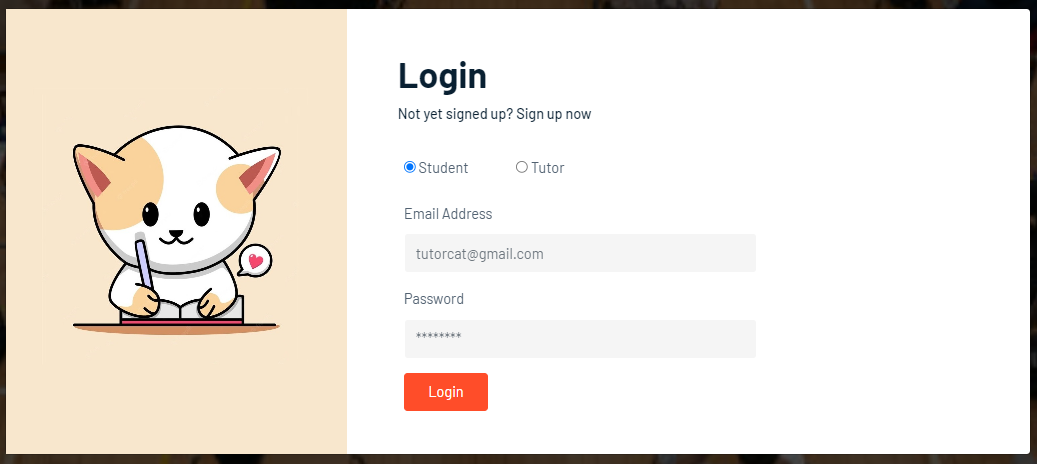 Login
Not yet signed up? Sign up now
Student Tutor
Email Address
tutorcat@gmail.com
Password
********
Login